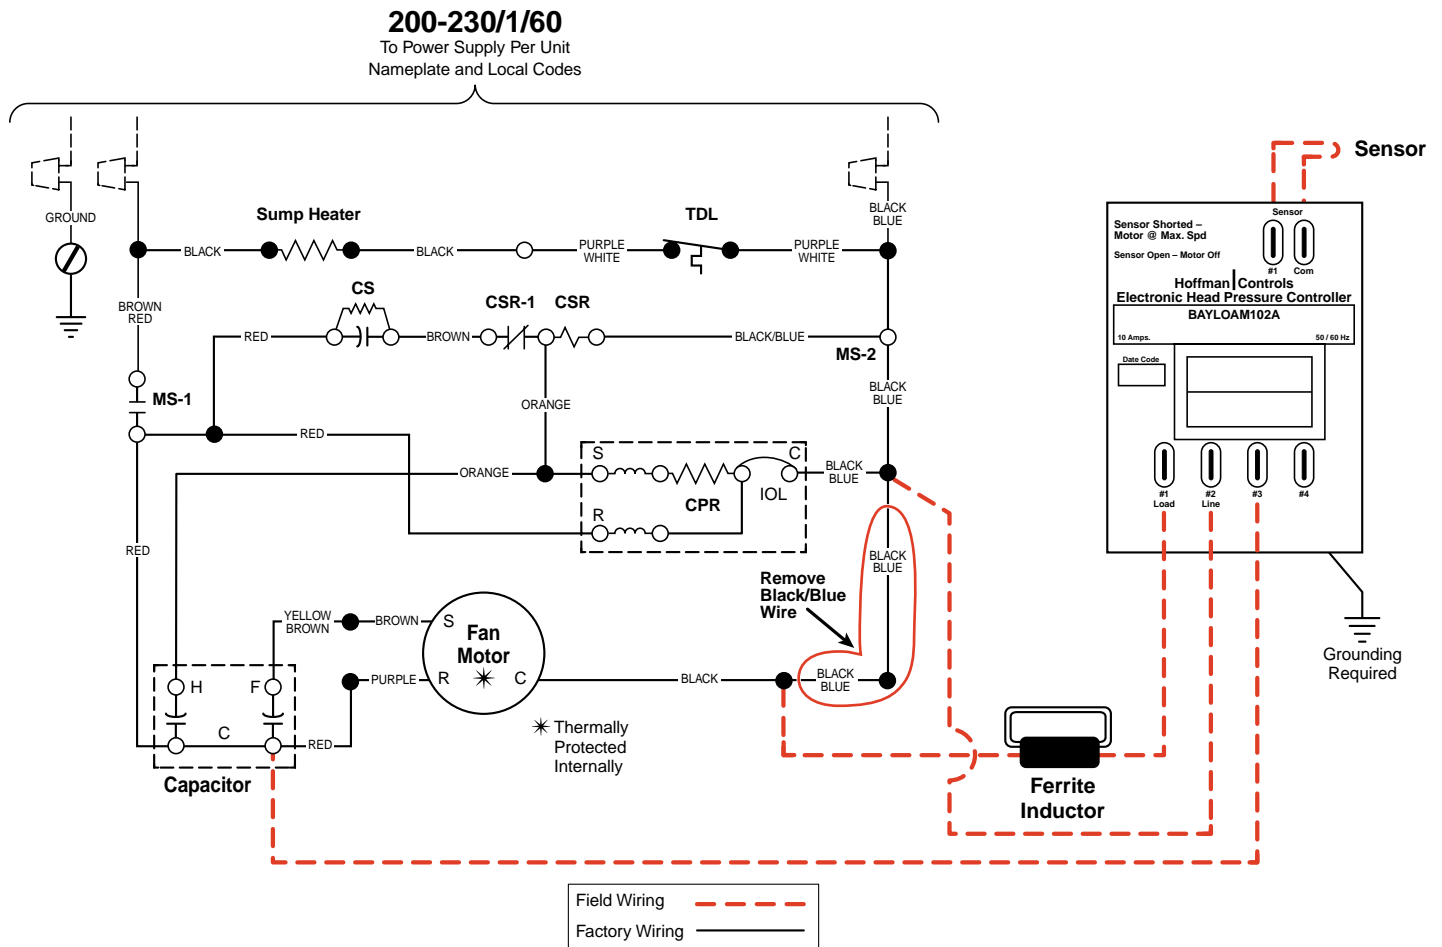 200-230/1/60
To Power Supply Per Unit
Nameplate and Local Codes
GROUND
Sump Heater
TDL
BLACK
BLUE
BLACK
BLACK
PURPLE
WHITE
PURPLE
WHITE
BROWN
RED
CS
CSR-1
CSR
RED
BROWN
BLACK/BLUE
MS-2
MS-1
ORANGE
BLACK
BLUE
RED
ORANGE
S
C
BLACK
BLUE
CPR
IOL
R
RED
BLACK
BLUE
Remove
Black/Blue
Wire
YELLOW
BROWN
BROWN
S
Fan
Motor
PURPLE
R
C
BLACK
BLACK
BLUE
H
F
C
RED
Capacitor
Thermally
Protected
Internally
Sensor
Sensor Shorted –
Motor @ Max. Spd
Sensor Open – Motor Off
Sensor
#1
Com
Hoffman Controls
Electronic Head Pressure Controller
BAYLOAM102A
10 Amps.
50 / 60 Hz
Date Code
#1
Load
#2
Line
#3
#4
Grounding
Required
Ferrite
Inductor
Field Wiring
Factory Wiring